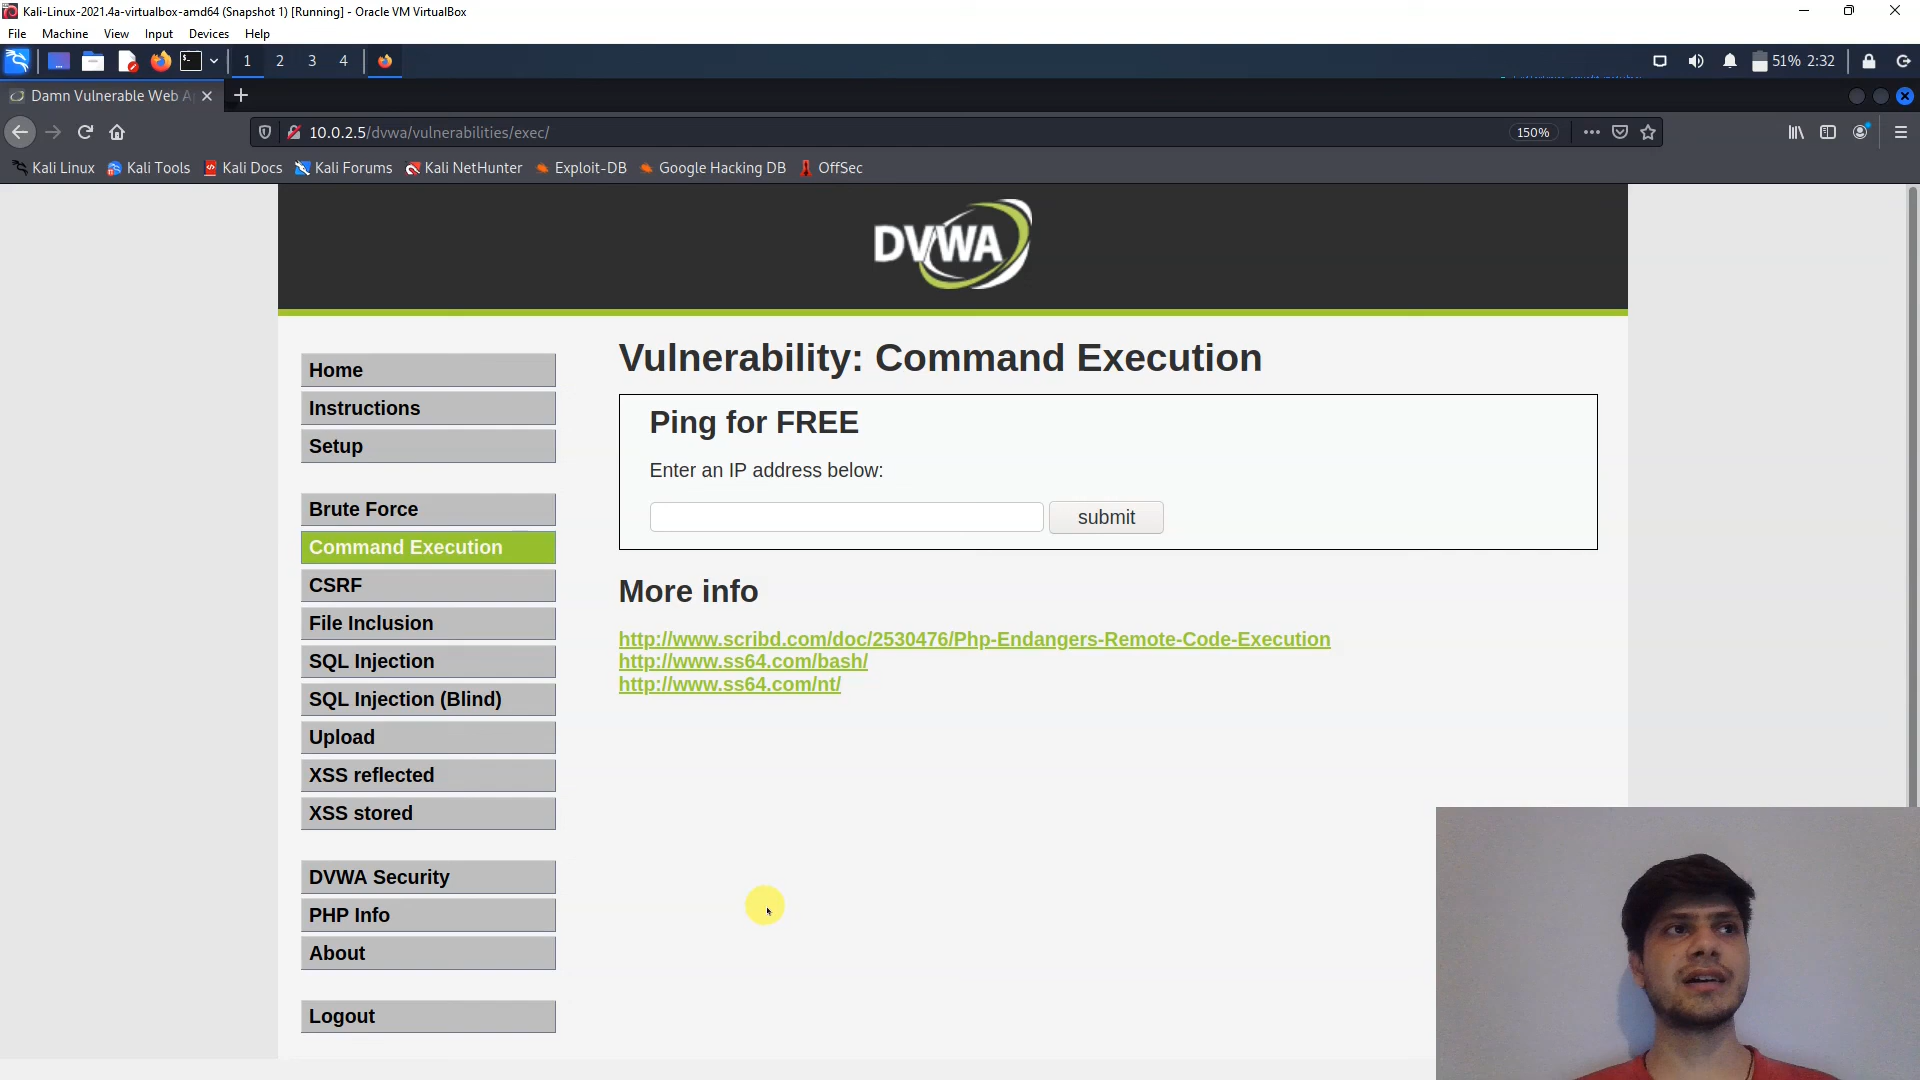 Kali-Linux-2021.4a-virtualbox-amd64 (Snapshot 1) [Running] - Oracle VM VirtualBox
File Machine View Input Devices Help
1 2 3 4 51% 2:32
Damn Vulnerable Web A
10.0.2.5/dvwa/vulnerabilities/exec/ 150%
Kali Linux Kali Tools Kali Docs Kali Forums Kali NetHunter Exploit-DB Google Hacking DB OffSec
DVWA
Home
Instructions
Setup
Brute Force
Command Execution
CSRF
File Inclusion
SQL Injection
SQL Injection (Blind)
Upload
XSS reflected
XSS stored
DVWA Security
PHP Info
About
Logout
Vulnerability: Command Execution
Ping for FREE
Enter an IP address below:
submit
More info
http://www.scribd.com/doc/2530476/Php-Endangers-Remote-Code-Execution
http://www.ss64.com/bash/
http://www.ss64.com/nt/